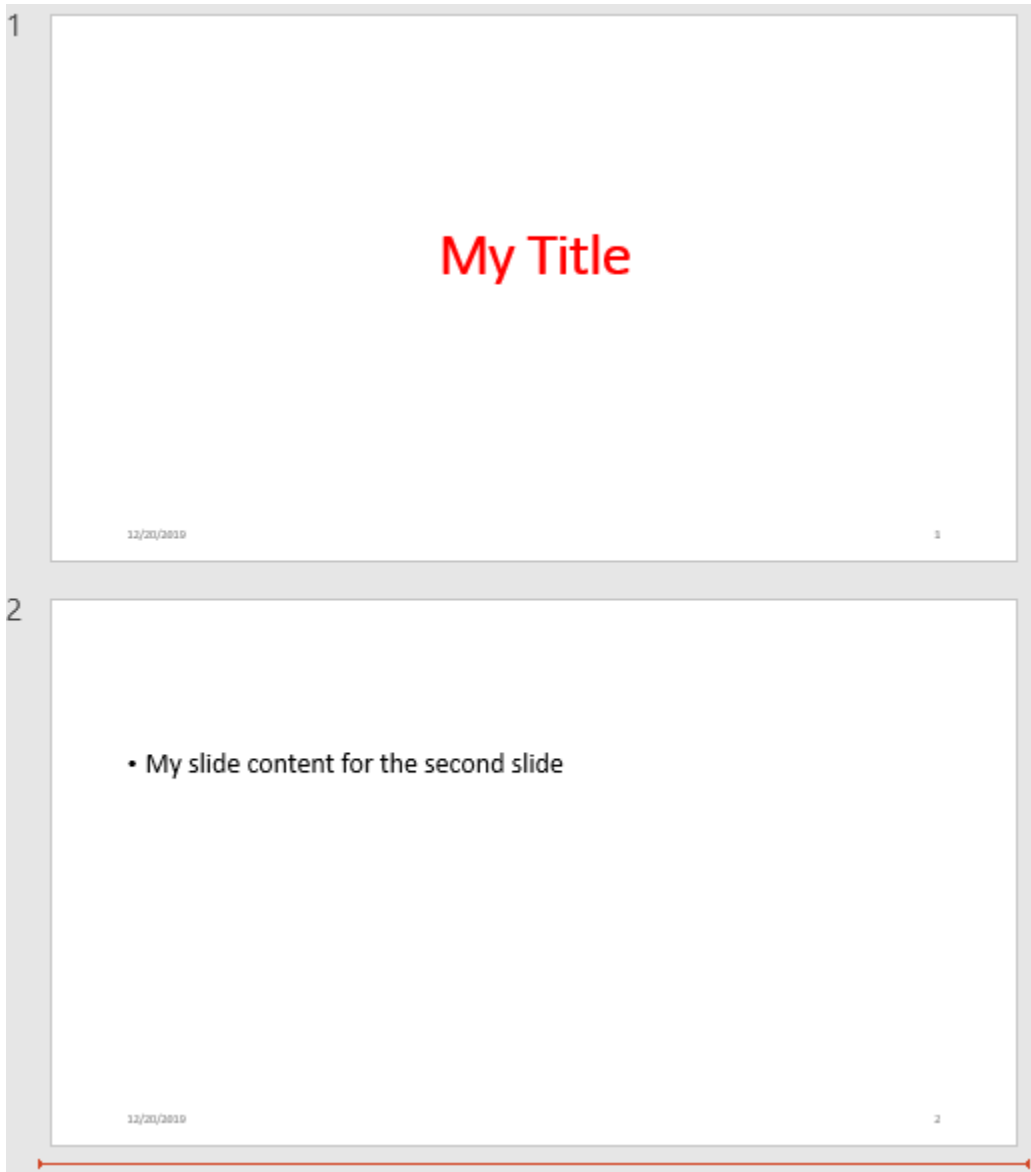 1
My Title
12/20/2019 1
2
• My slide content for the second slide
12/20/2019 2